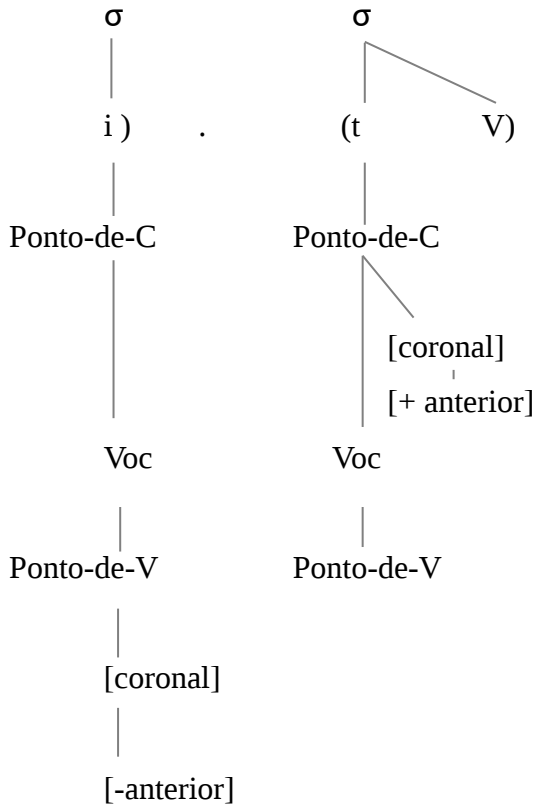 σ σ
i ) . (t V)
Ponto-de-C Ponto-de-C
[coronal]
[+ anterior]
Voc Voc
Ponto-de-V Ponto-de-V
[coronal]
[-anterior]